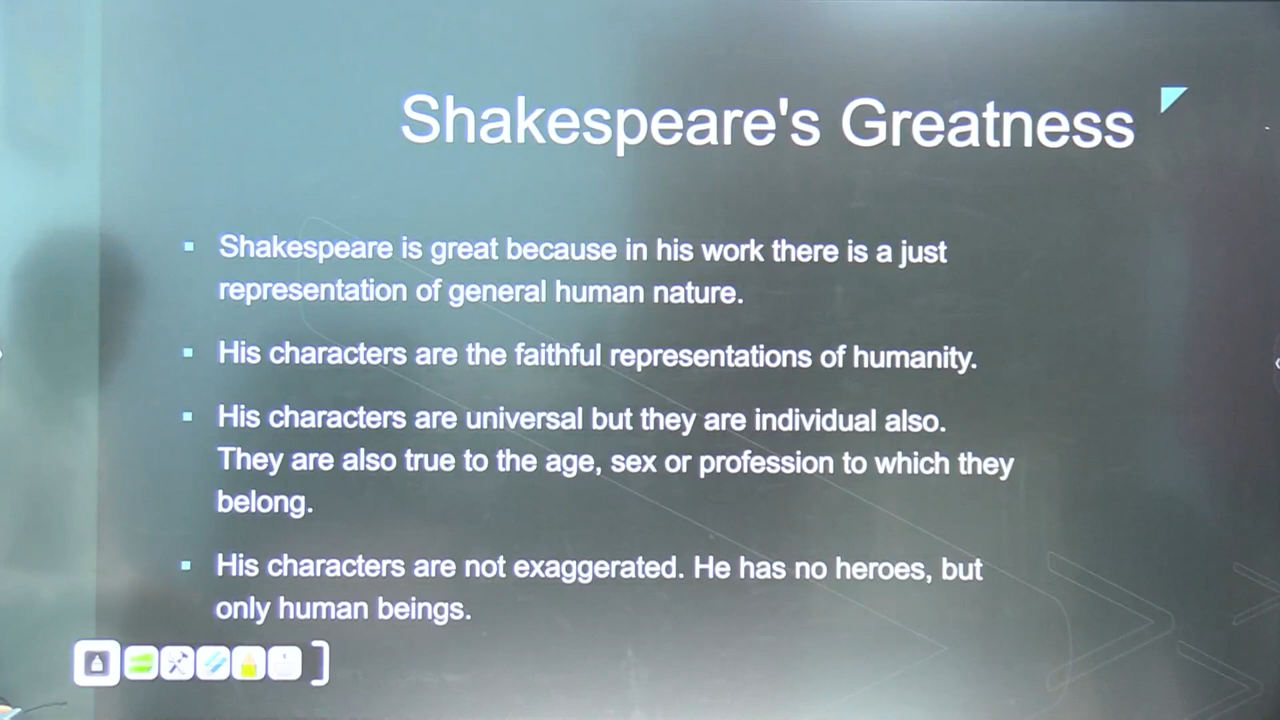 Shakespeare's Greatness
Shakespeare is great because in his work there is a just
representation of general human nature.
His characters are the faithful representations of humanity.
His characters are universal but they are individual also.
They are also true to the age, sex or profession to which they
belong.
His characters are not exaggerated. He has no heroes, but
only human beings.